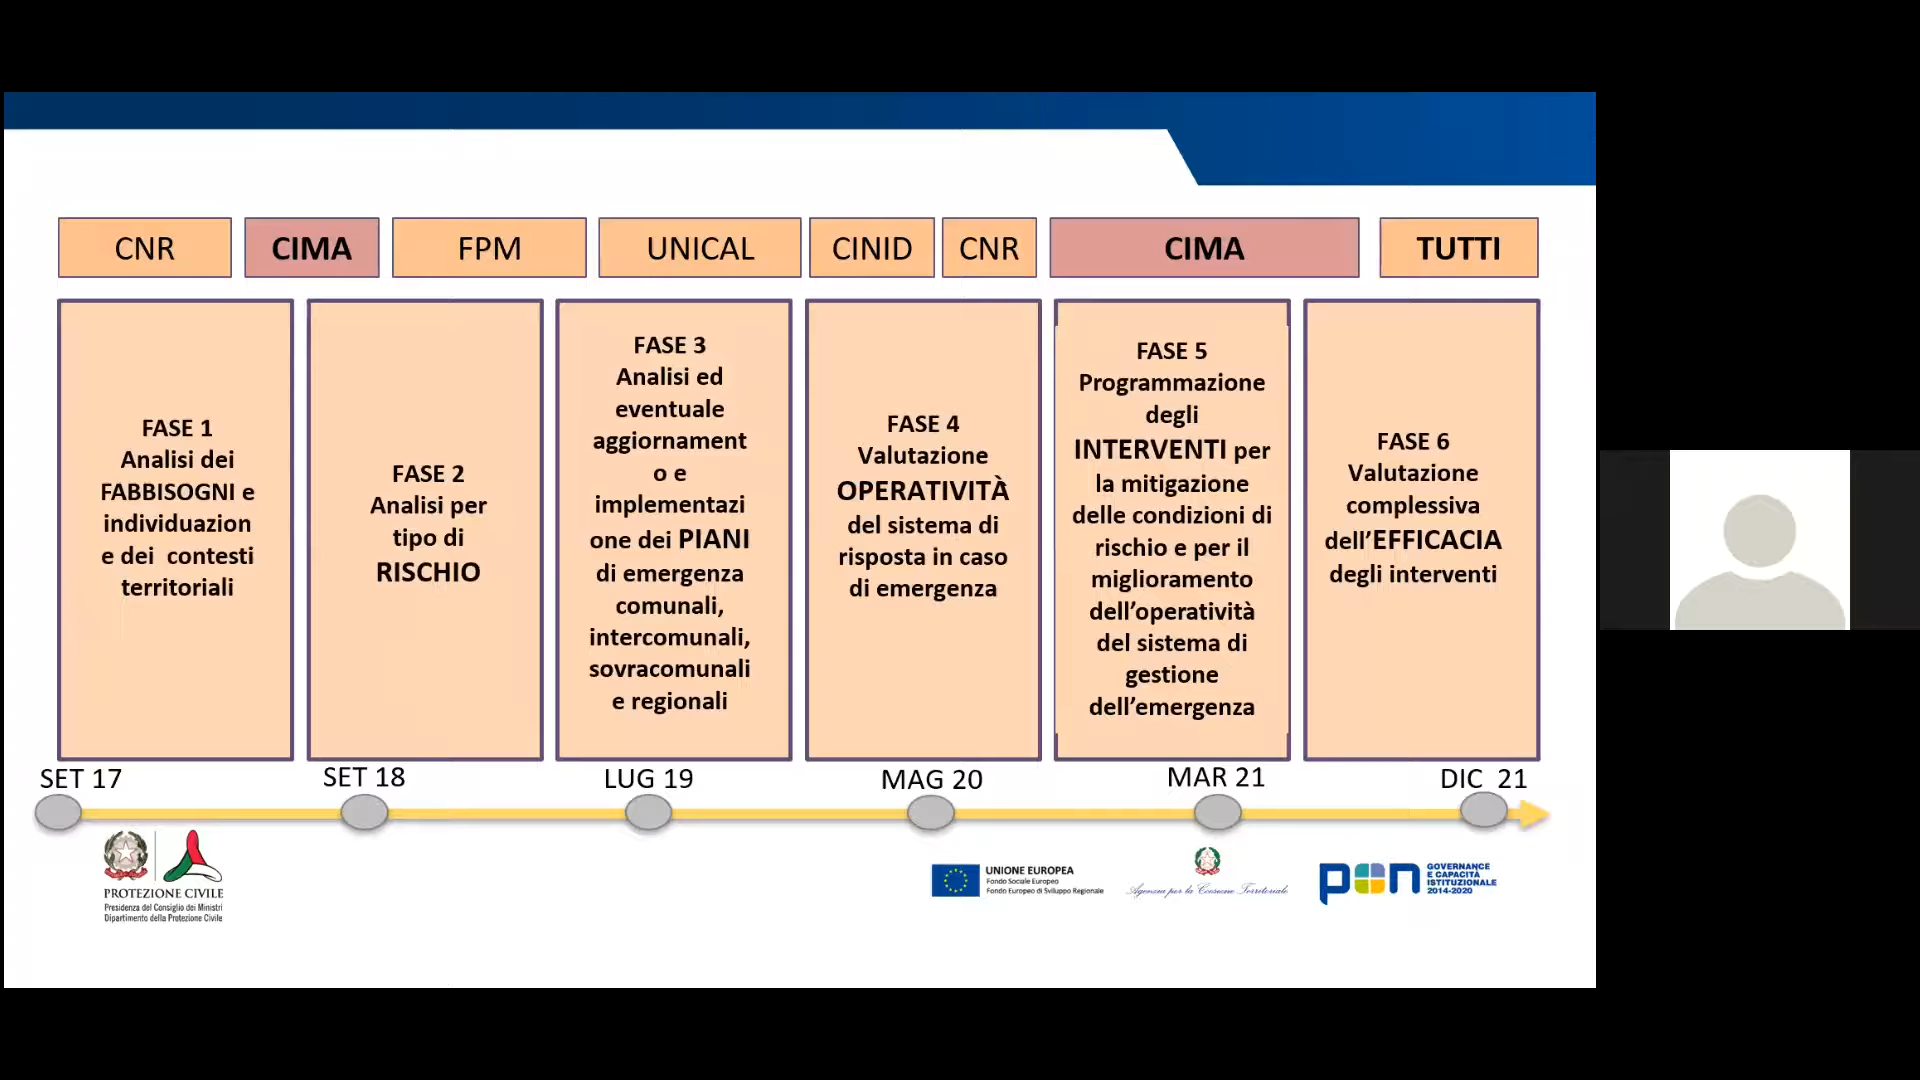 CNR CIMA FPM UNICAL CINID CNR CIMA TUTTI
FASE 1
Analisi dei
FABBISOGNI e
individuazion
e dei contesti
territoriali
FASE 2
Analisi per
tipo di
RISCHIO
FASE 3
Analisi ed
eventuale
aggiornament
o e
implementazi
one dei PIANI
di emergenza
comunali,
intercomunali,
sovracomunali
e regionali
FASE 4
Valutazione
OPERATIVITÀ
del sistema di
risposta in caso
di emergenza
FASE 5
Programmazione
degli
INTERVENTI per
la mitigazione
delle condizioni di
rischio e per il
miglioramento
dell’operatività
del sistema di
gestione
dell’emergenza
FASE 6
Valutazione
complessiva
dell’EFFICACIA
degli interventi
SET 17 SET 18 LUG 19 MAG 20 MAR 21 DIC 21
PROTEZIONE CIVILE
Presidenza del Consiglio dei Ministri
Dipartimento della Protezione Civile
UNIONE EUROPEA
Fondo Sociale Europeo
Fondo Europeo di Sviluppo Regionale
Agenzia per la Coesione Territoriale
pon
GOVERNANCE
E CAPACITÀ
ISTITUZIONALE
2014-2020